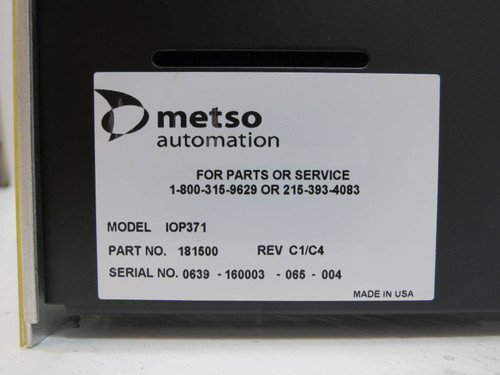 metso
automation
FOR PARTS OR SERVICE
1-800-315-9629 OR 215-393-4083
MODEL IOP371
PART NO. 181500 REV C1/C4
SERIAL NO. 0639 - 160003 - 065 - 004
MADE IN USA